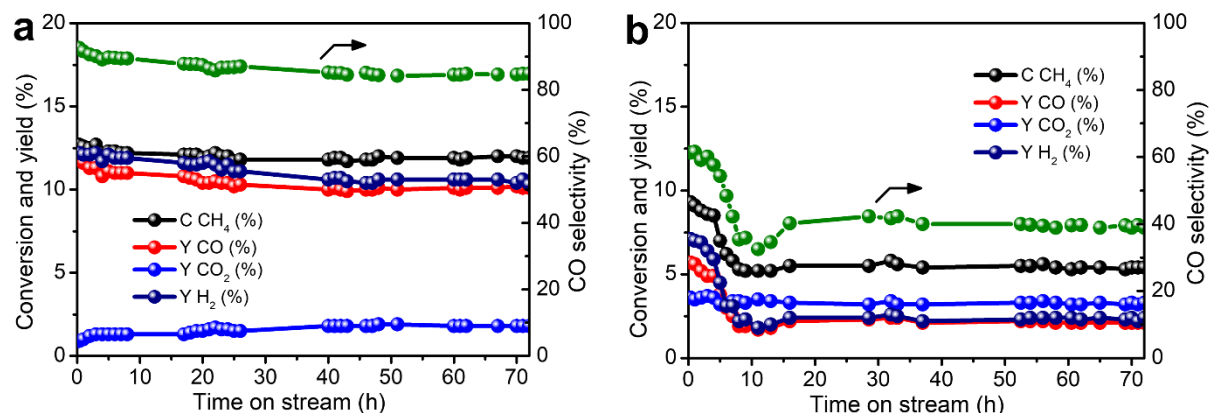 a
Conversion and yield (%)
20
15
10
5
0
100
80
60
40
20
0
CO selectivity (%)
C CH₄ (%)
Y CO (%)
Y CO₂ (%)
Y H₂ (%)
0 10 20 30 40 50 60 70
Time on stream (h)
b
Conversion and yield (%)
20
15
10
5
0
100
80
60
40
20
0
CO selectivity (%)
C CH₄ (%)
Y CO (%)
Y CO₂ (%)
Y H₂ (%)
0 10 20 30 40 50 60 70
Time on stream (h)